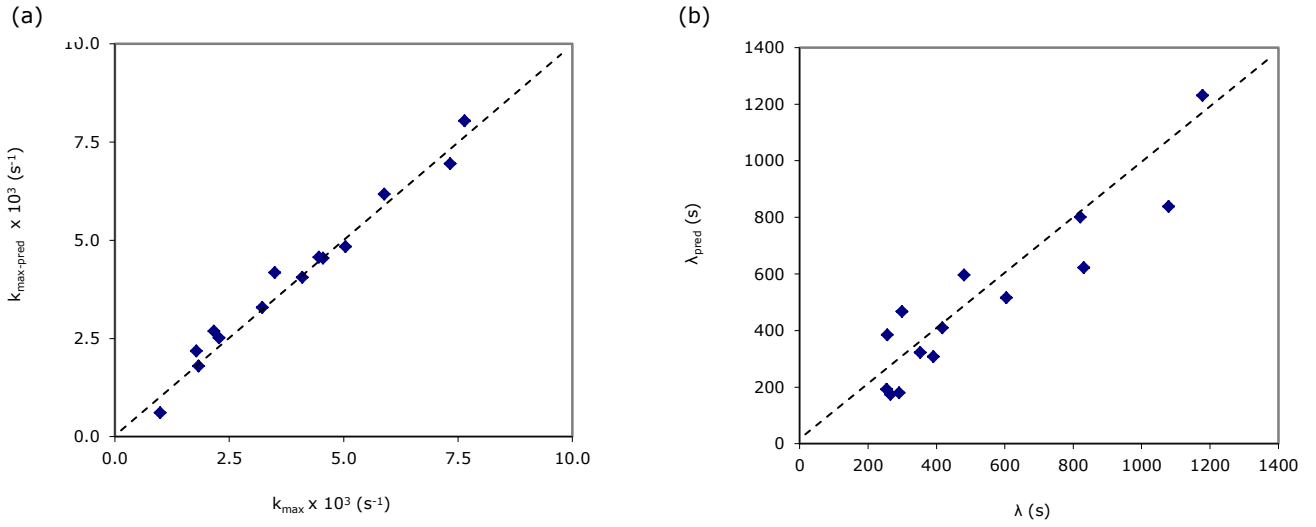 (a)
10.0
7.5
5.0
2.5
0.0
0.0 2.5 5.0 7.5 10.0
kmax-pred x 10³ (s⁻¹)
kmax x 10³ (s⁻¹)
(b)
1400
1200
1000
800
600
400
200
0
0 200 400 600 800 1000 1200 1400
λpred (s)
λ (s)